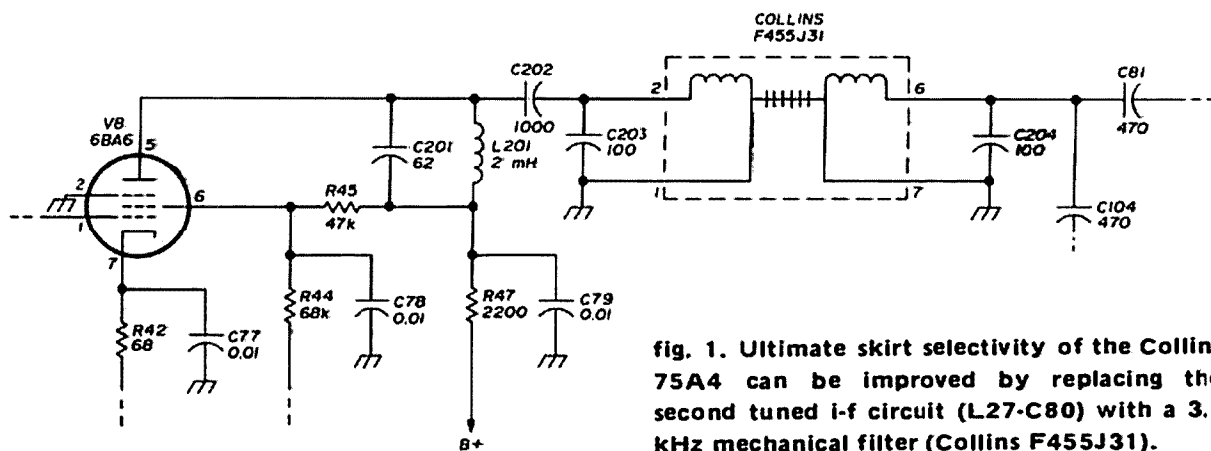 COLLINS
F455J31
C202
1000
2
6
C81
470
V8
6BA6
5
C201
62
L201
2 mH
C203
100
C204
100
2
1
6
R45
47k
1
7
C104
470
7
R42
68
C77
0.01
R44
68k
C78
0.01
R47
2200
C79
0.01
B+
fig. 1. Ultimate skirt selectivity of the Collin
75A4 can be improved by replacing the
second tuned i-f circuit (L27-C80) with a 3.
kHz mechanical filter (Collins F455J31).